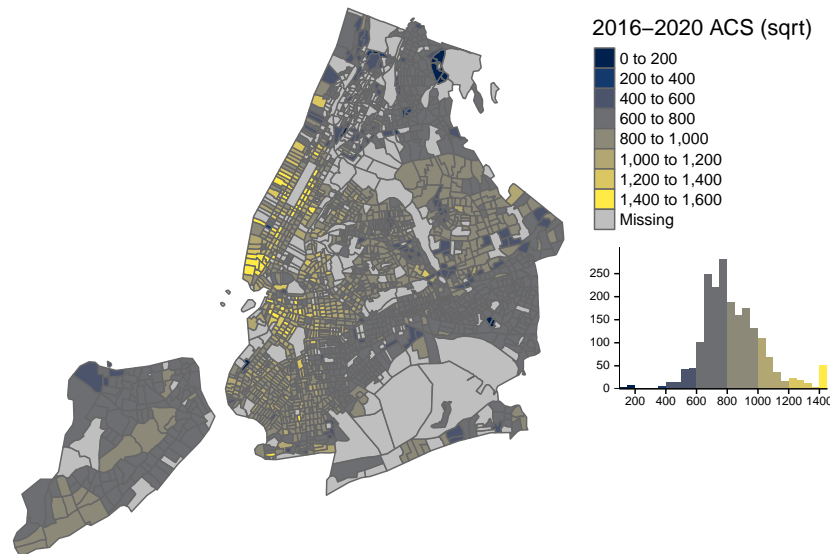 2016–2020 ACS (sqrt)
0 to 200
200 to 400
400 to 600
600 to 800
800 to 1,000
1,000 to 1,200
1,200 to 1,400
1,400 to 1,600
Missing
250
200
150
100
50
0
200 400 600 800 1000 1200 1400